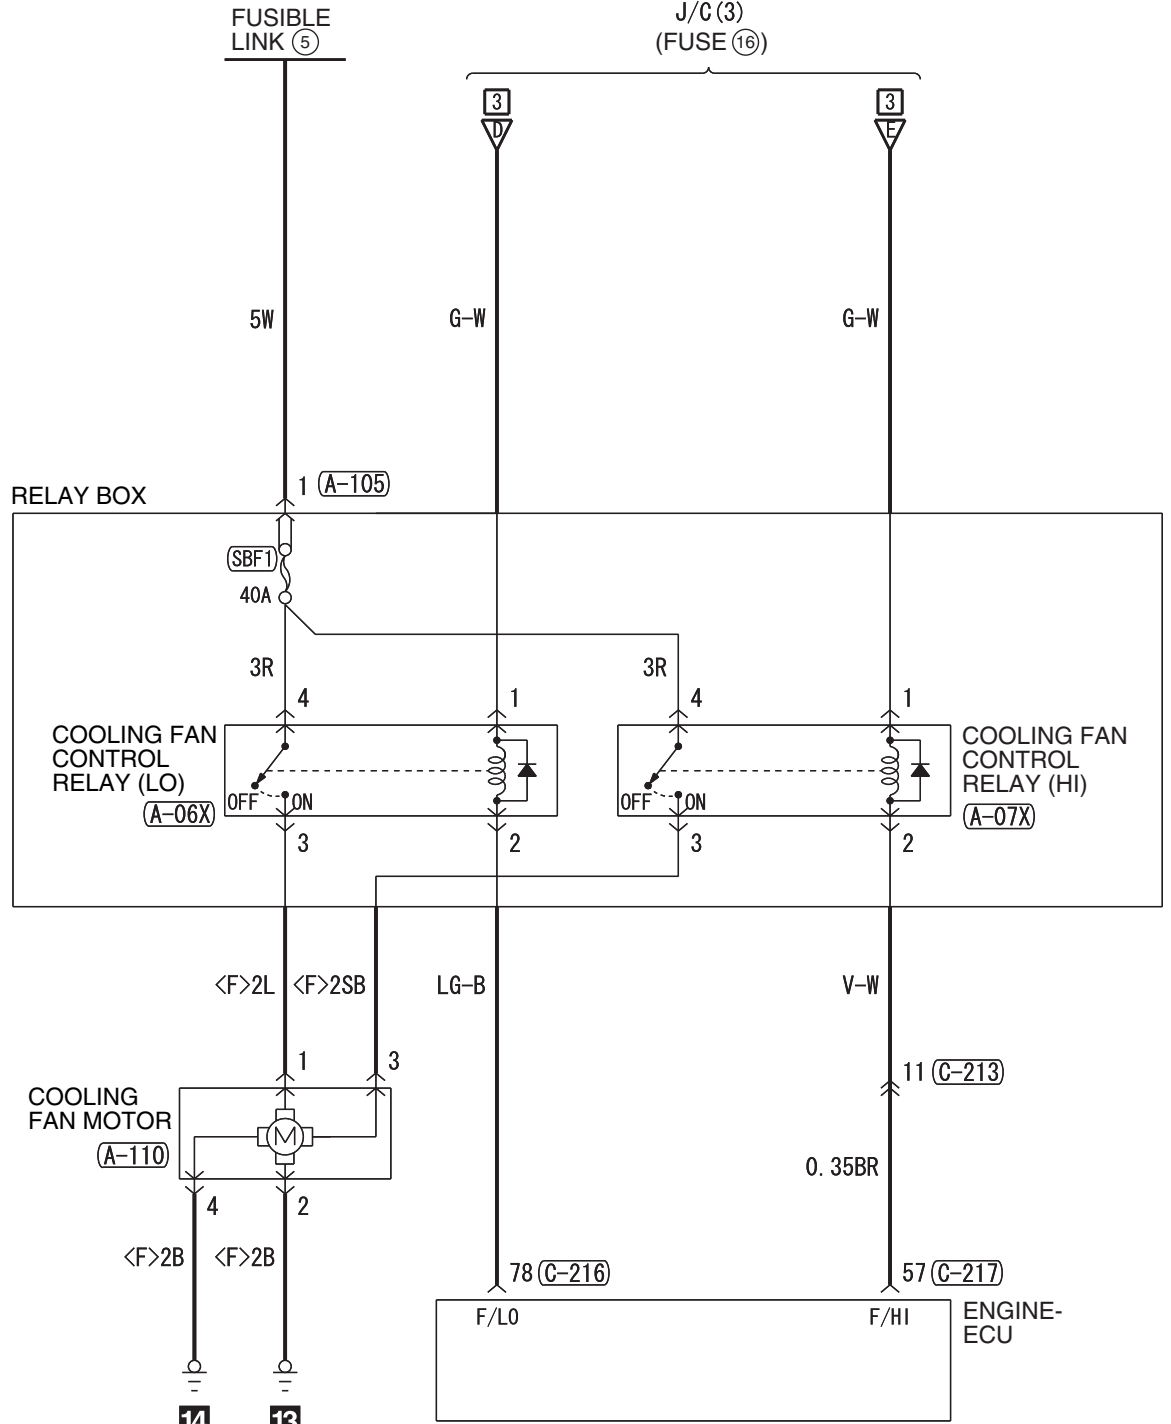 FUSIBLE
LINK ⑤
J/C(3)
(FUSE ⑯)
3
D
3
E
5W
G-W
G-W
1 (A-105)
RELAY BOX
SBF1
40A
3R
3R
4
1
4
1
COOLING FAN
CONTROL
RELAY (LO)
A-06X
OFF
ON
OFF
ON
COOLING FAN
CONTROL
RELAY (HI)
A-07X
3
2
3
2
<F>2L
<F>2SB
LG-B
V-W
1
3
11 (C-213)
COOLING
FAN MOTOR
A-110
M
0.35BR
4
2
<F>2B
<F>2B
78 (C-216)
57 (C-217)
F/LO
F/HI
ENGINE-
ECU
14
13